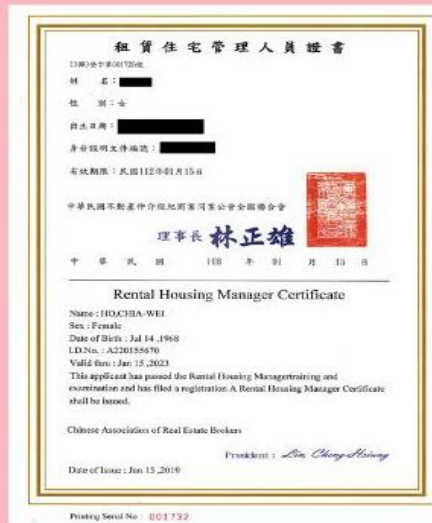 租賃住宅管理人員證書
姓 名：
性 別：女
出生日期：
身分證明文件編號：
有效期限：民國112年01月15日
中華民國不動產仲介經紀商業同業公會全國聯合會
理事長 林正雄
中 華 民 國 108 年 01 月 15 日
Rental Housing Manager Certificate
Name : HO,CHIA-WEI
Sex : Female
Date of Birth : Jul 14 ,1968
I.D.No. : A220155670
Valid thru : Jan 15 ,2023
This applicant has passed the Rental Housing Managertraining and
examination and has filed a registration A Rental Housing Manager Certificate
shall be issued.
Chinese Association of Real Estate Brokers
President : Lin Cheng-Hsiung
Date of Issue : Jan 15 ,2019
Printing Serial No : 001732